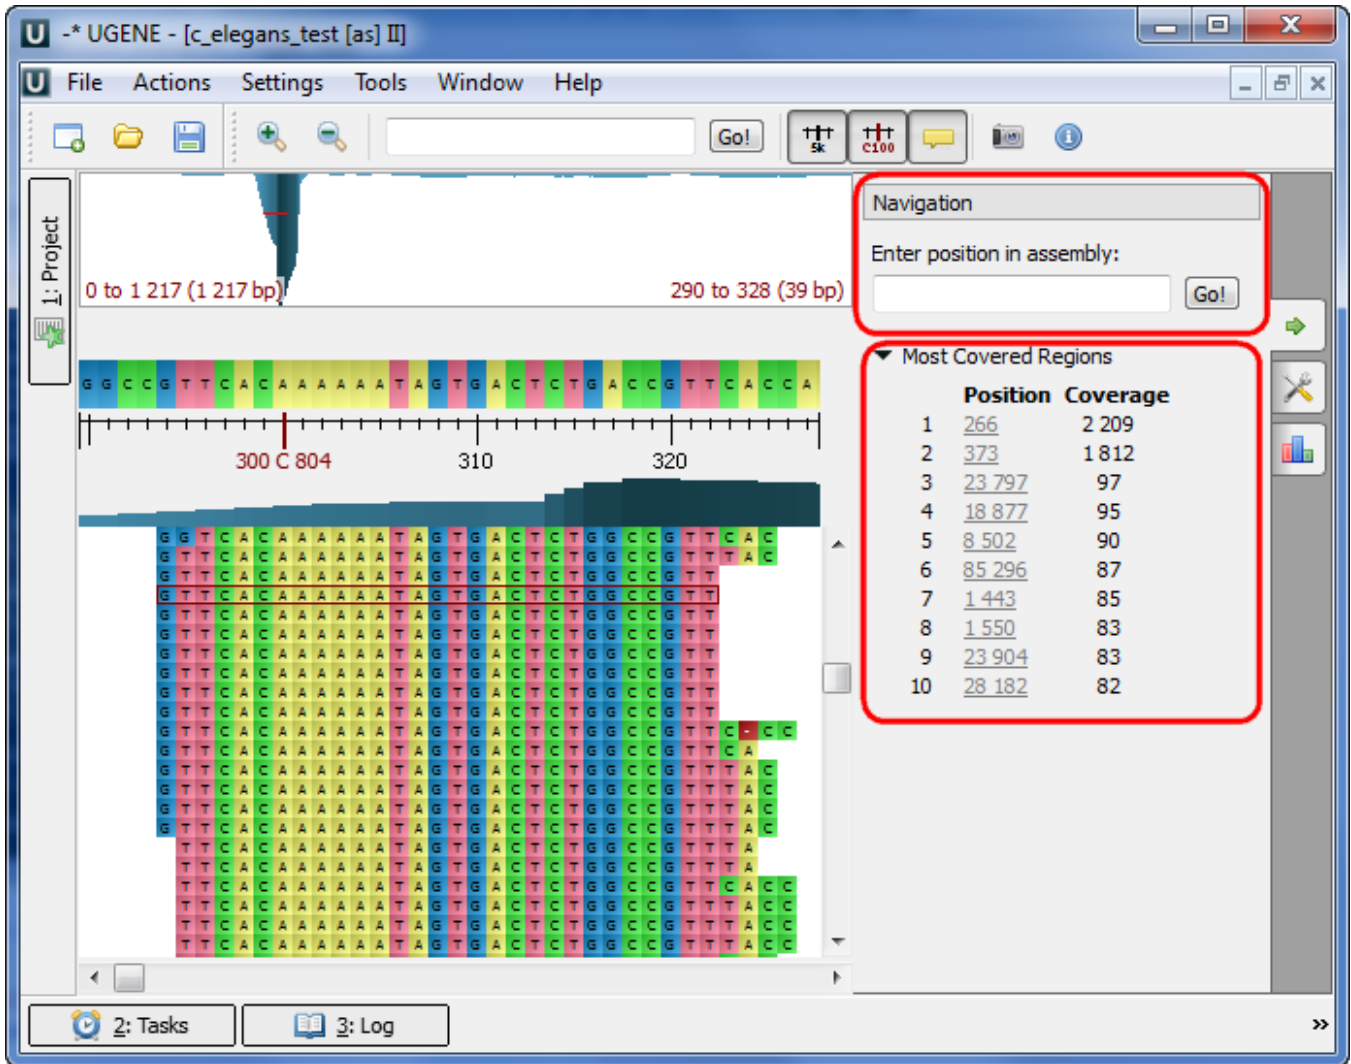 -* UGENE - [c_elegans_test [as] II]
File Actions Settings Tools Window Help
Go! 5k C100
1: Project
0 to 1 217 (1 217 bp) 290 to 328 (39 bp)
G G C C G T T C A C A A A A A A T A G T G A C T C T G A C C G T T C A C C A
300 C 804 310 320
G G T C A C A A A A A A T A G T G A C T C T G G C C G T T C A C
G T T C A C A A A A A A T A G T G A C T C T G G C C G T T T A C
G T T C A C A A A A A A T A G T G A C T C T G G C C G T T
G T T C A C A A A A A A T A G T G A C T C T G G C C G T T
G T T C A C A A A A A A T A G T G A C T C T G G C C G T T
G T T C A C A A A A A A T A G T G A C T C T G G C C G T T
G T T C A C A A A A A A T A G T G A C T C T G G C C G T T
G T T C A C A A A A A A T A G T G A C T C T G G C C G T T
G T T C A C A A A A A A T A G T G A C T C T G G C C G T T
G T T C A C A A A A A A T A G T G A C T C T G G C C G T T
G T T C A C A A A A A A T A G T G A C T C T G G C C G T T C - C C
G T T C A C A A A A A A T A G T G A C T C T G G C C G T T C A
G T T C A C A A A A A A T A G T G A C T C T G G C C G T T T A C
G T T C A C A A A A A A T A G T G A C T C T G G C C G T T T A C
G T T C A C A A A A A A T A G T G A C T C T G G C C G T T T A C
G T T C A C A A A A A A T A G T G A C T C T G G C C G T T T A C
T T C A C A A A A A A T A G T G A C T C T G G C C G T T T A
T T C A C A A A A A A T A G T G A C T C T G G C C G T T T A
T T C A C A A A A A A T A G T G A C T C T G G C C G T T C A C C
T T C A C A A A A A A T A G T G A C T C T G G C C G T T T A C C
T T C A C A A A A A A T A G T G A C T C T G G C C G T T T A C C
T T C A C A A A A A A T A G T G A C T C T G G C C G T T T A C C
Navigation
Enter position in assembly:
Go!
Most Covered Regions
Position Coverage
1 266 2 209
2 373 1 812
3 23 797 97
4 18 877 95
5 8 502 90
6 85 296 87
7 1 443 85
8 1 550 83
9 23 904 83
10 28 182 82
2: Tasks 3: Log »